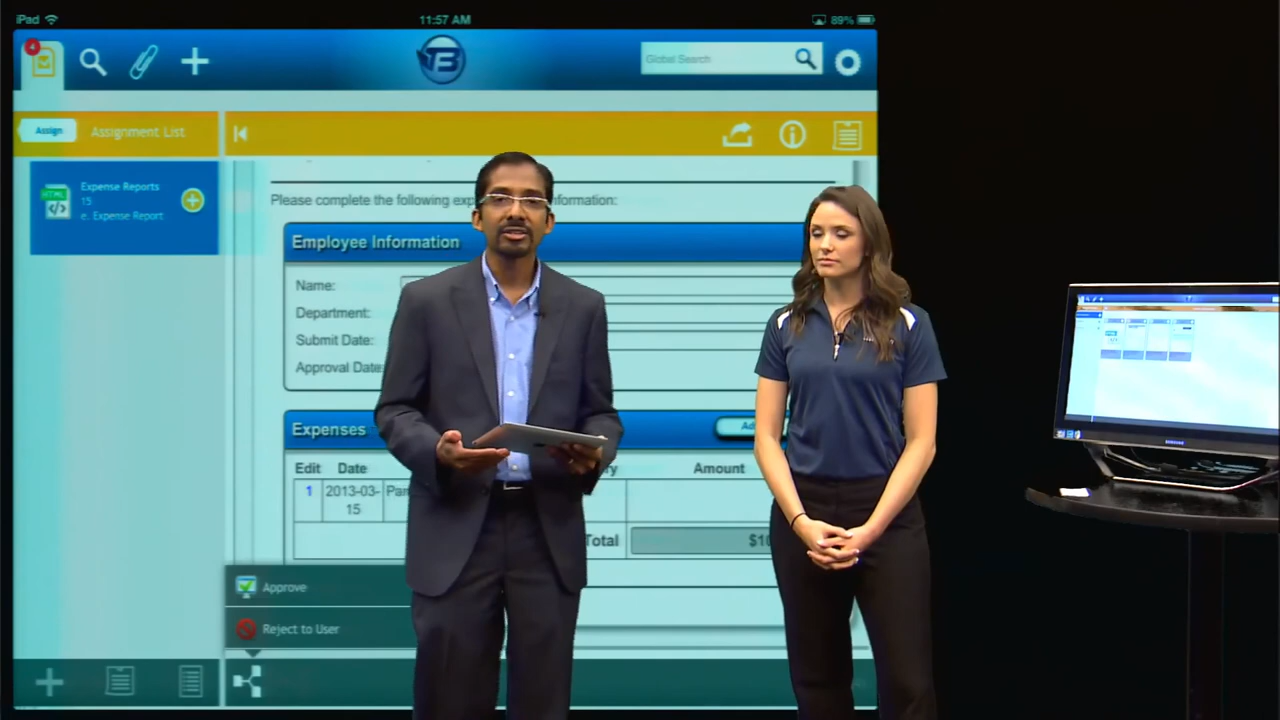 iPad
11:57 AM
89%
4
Global Search
Assign
Assignment List
Expense Reports
15
e. Expense Report
HTML
</>
Please complete the following
Employee Information
Name:
Department:
Submit Date:
Approval Date:
Expenses
Edit Date
Amount
1 2013-03-
15
Total
Approve
Reject to User
SAMSUNG